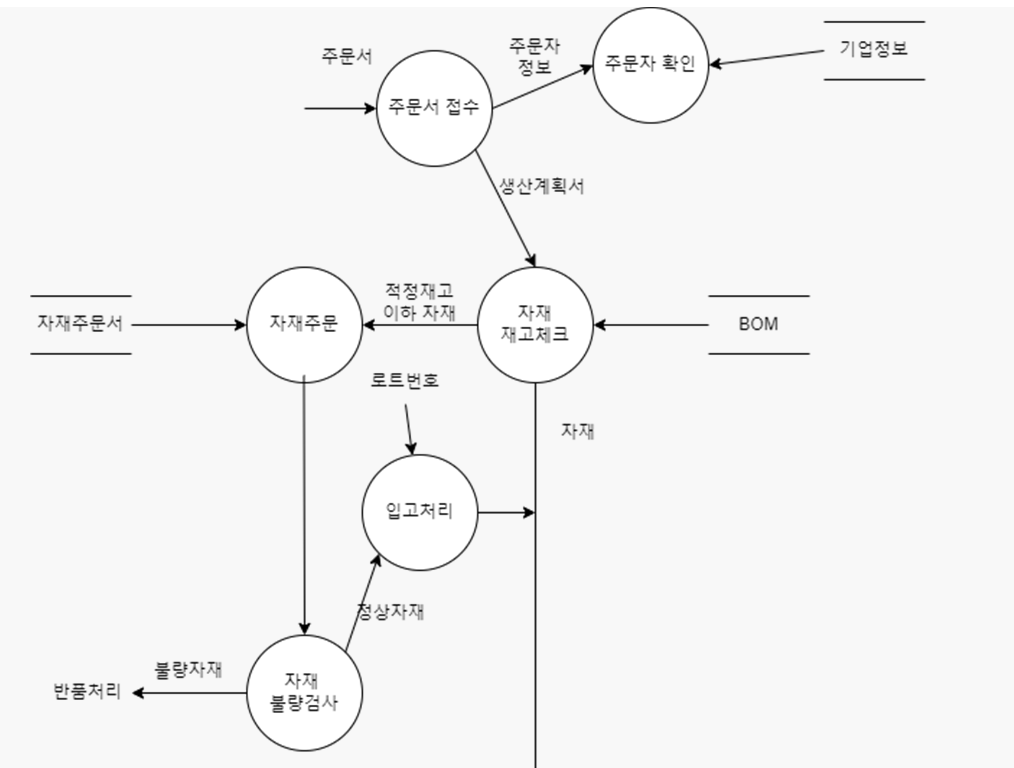 주문서
주문자
정보
주문자 확인
기업정보
주문서 접수
생산계획서
자재주문서
자재주문
적정재고
이하 자재
자재
재고체크
BOM
로트번호
자재
입고처리
정상자재
불량자재
반품처리
자재
불량검사